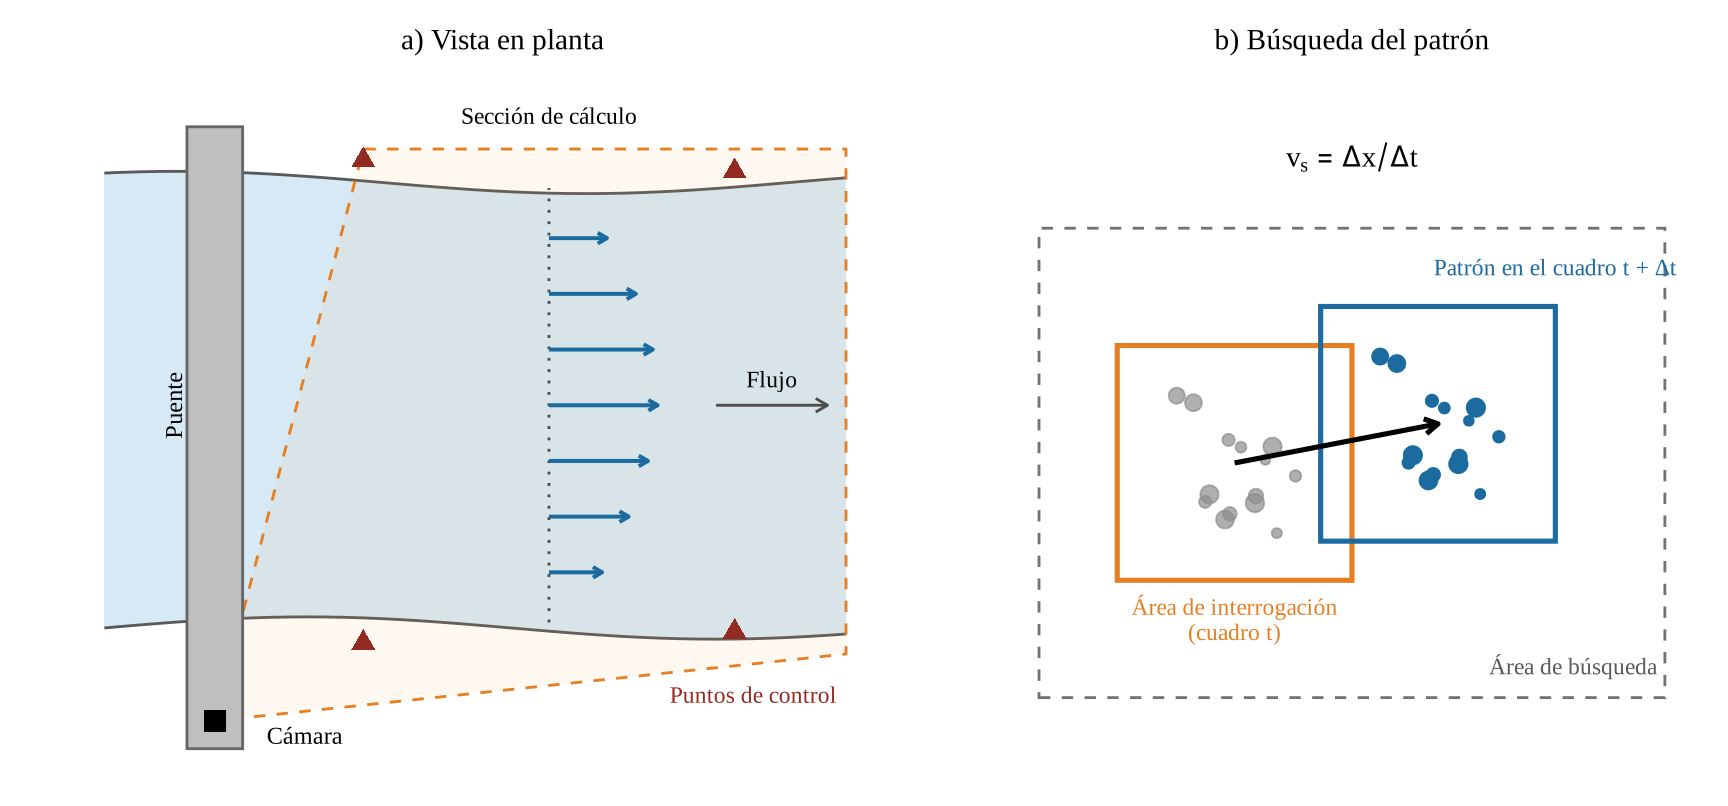 a) Vista en planta
Sección de cálculo
Puente
Flujo
Puntos de control
Cámara
b) Búsqueda del patrón
vₛ = Δx/Δt
Patrón en el cuadro t + Δt
Área de interrogación
(cuadro t)
Área de búsqueda